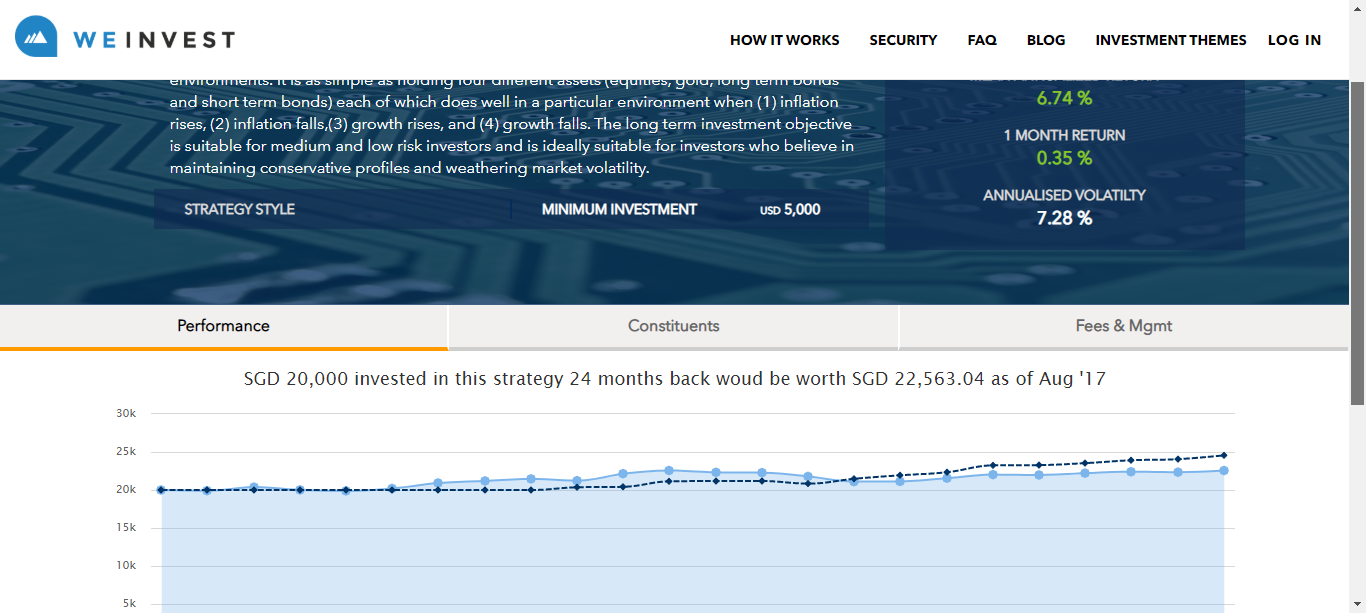 WEINVEST
HOW IT WORKS SECURITY FAQ BLOG INVESTMENT THEMES LOG IN
environments. It is as simple as holding four different assets (equities, gold, long term bonds
and short term bonds) each of which does well in a particular environment when (1) inflation
rises, (2) inflation falls,(3) growth rises, and (4) growth falls. The long term investment objective
is suitable for medium and low risk investors and is ideally suitable for investors who believe in
maintaining conservative profiles and weathering market volatility.
STRATEGY STYLE
MINIMUM INVESTMENT USD 5,000
6.74 %
1 MONTH RETURN
0.35 %
ANNUALISED VOLATILTY
7.28 %
Performance
Constituents
Fees & Mgmt
SGD 20,000 invested in this strategy 24 months back woud be worth SGD 22,563.04 as of Aug '17
30k
25k
20k
15k
10k
5k